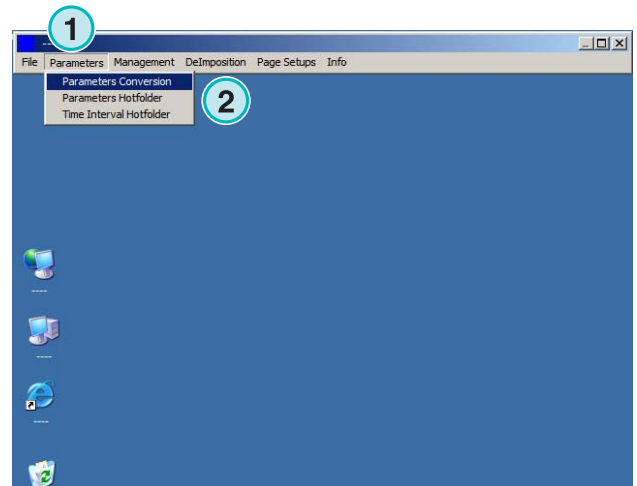 1
----
File Parameters Management DeImposition Page Setups Info
Parameters Conversion
Parameters Hotfolder
Time Interval Hotfolder
2
----
----
----